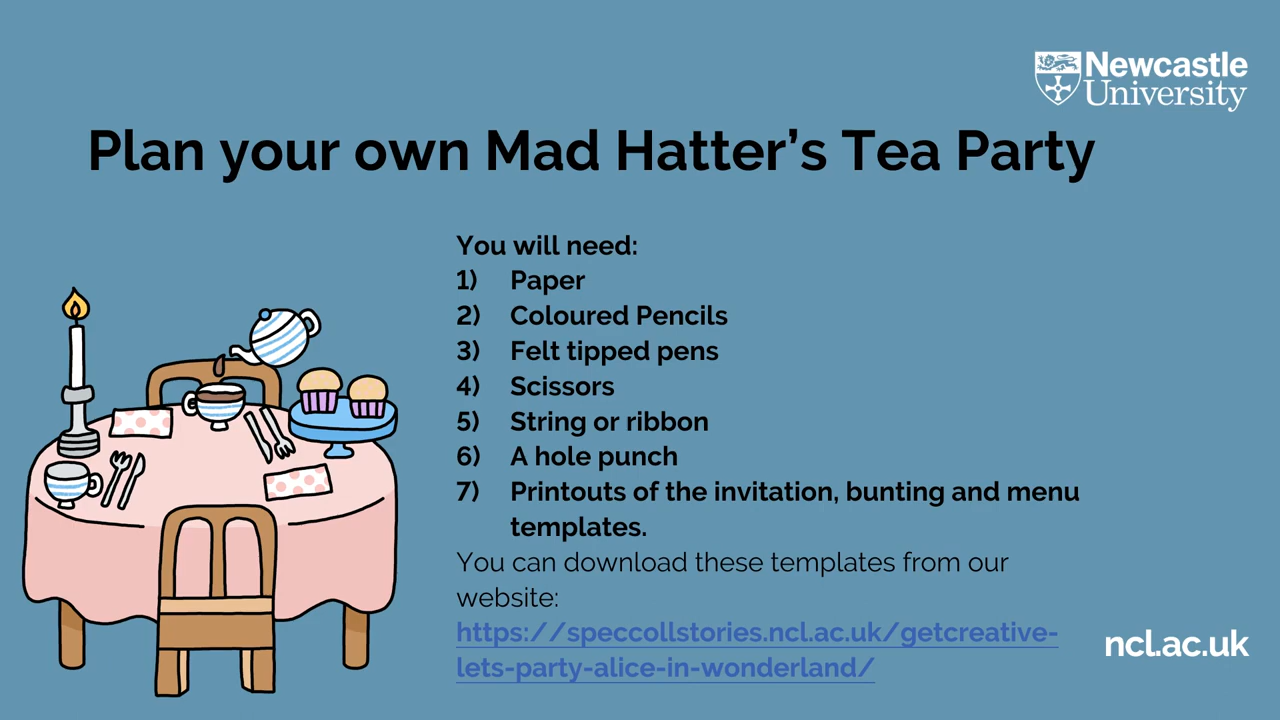 Newcastle
University
Plan your own Mad Hatter’s Tea Party
You will need:
1) Paper
2) Coloured Pencils
3) Felt tipped pens
4) Scissors
5) String or ribbon
6) A hole punch
7) Printouts of the invitation, bunting and menu
templates.
You can download these templates from our
website:
https://speccollstories.ncl.ac.uk/getcreative-
lets-party-alice-in-wonderland/
ncl.ac.uk